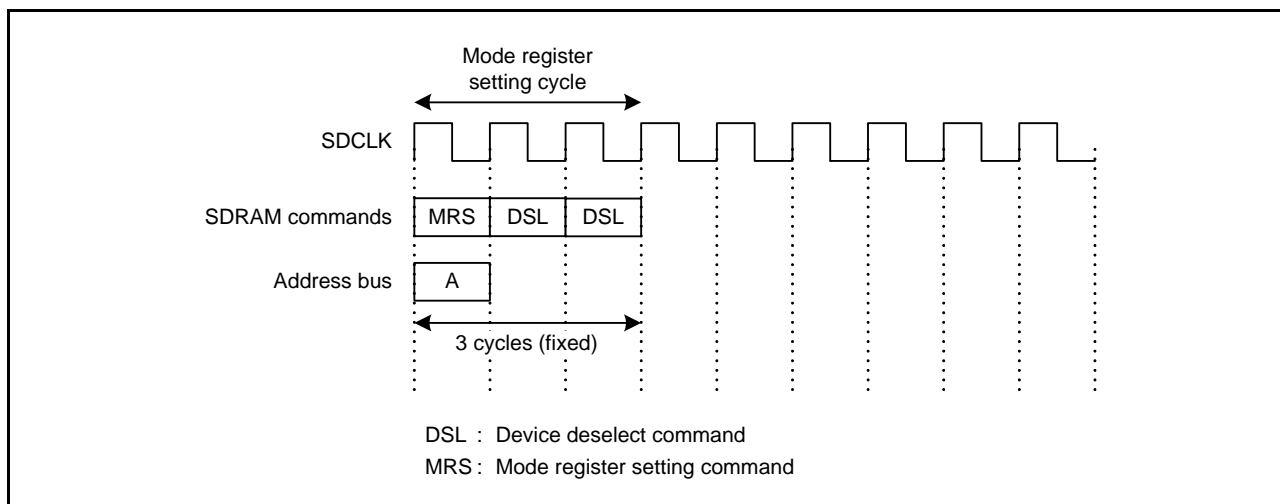 Mode register
setting cycle
SDCLK
SDRAM commands MRS DSL DSL
Address bus A
3 cycles (fixed)
DSL : Device deselect command
MRS : Mode register setting command